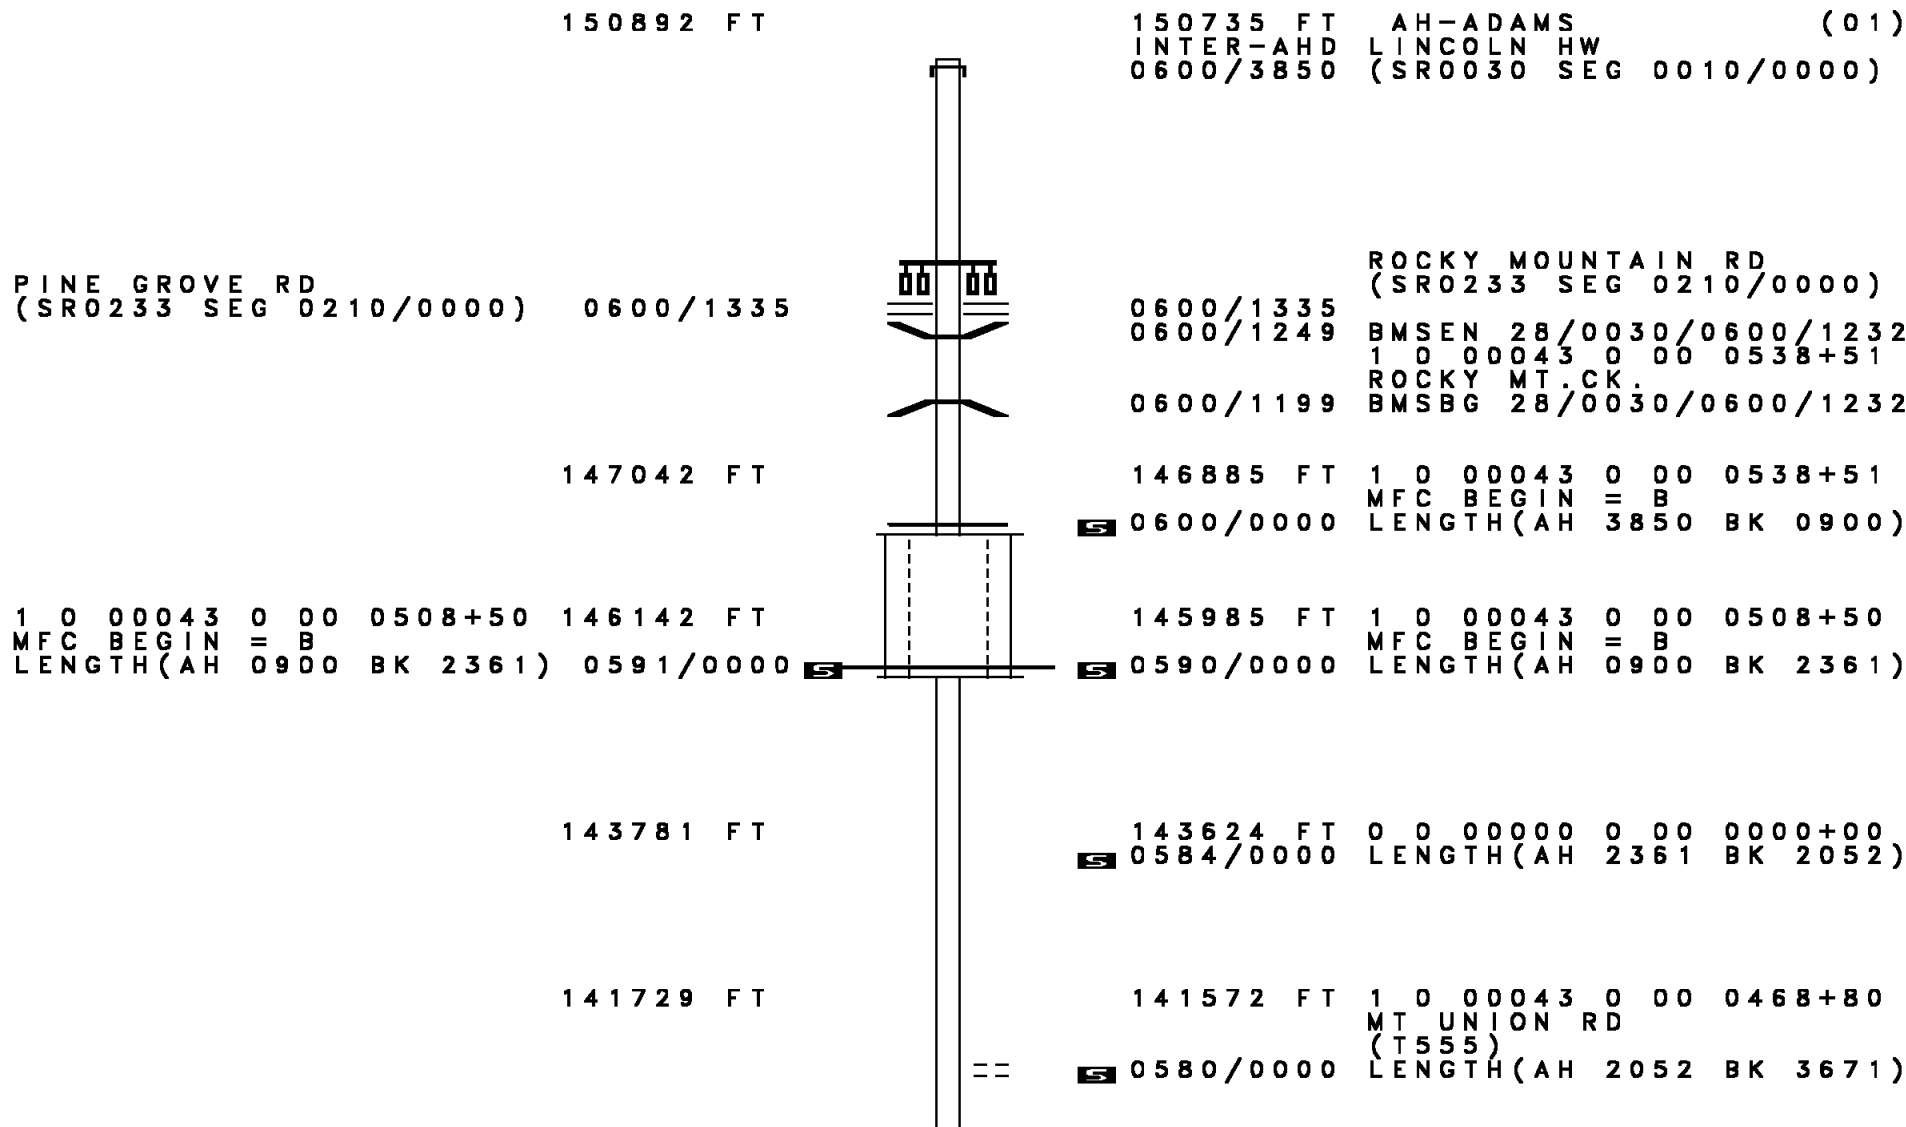 150892 FT 150735 FT AH-ADAMS (01)
INTER-AHD LINCOLN HW
0600/3850 (SR0030 SEG 0010/0000)
ROCKY MOUNTAIN RD
PINE GROVE RD (SR0233 SEG 0210/0000)
(SR0233 SEG 0210/0000) 0600/1335 0600/1335
0600/1249 BMSEN 28/0030/0600/1232
1 0 00043 0 00 0538+51
ROCKY MT.CK.
0600/1199 BMSBG 28/0030/0600/1232
147042 FT 146885 FT 1 0 00043 0 00 0538+51
MFC BEGIN = B
S 0600/0000 LENGTH(AH 3850 BK 0900)
1 0 00043 0 00 0508+50 146142 FT 145985 FT 1 0 00043 0 00 0508+50
MFC BEGIN = B MFC BEGIN = B
LENGTH(AH 0900 BK 2361) 0591/0000 S S 0590/0000 LENGTH(AH 0900 BK 2361)
143781 FT 143624 FT 0 0 00000 0 00 0000+00
S 0584/0000 LENGTH(AH 2361 BK 2052)
141729 FT 141572 FT 1 0 00043 0 00 0468+80
MT UNION RD
(T555)
S 0580/0000 LENGTH(AH 2052 BK 3671)